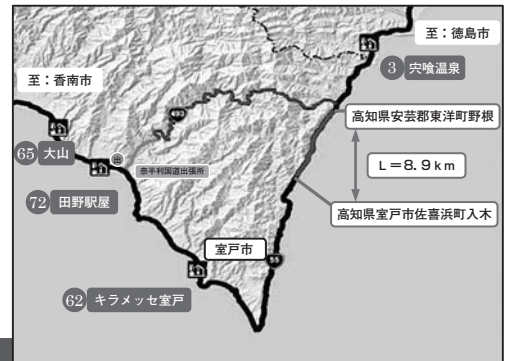 至：徳島市
3 宍喰温泉
至：香南市
493
高知県安芸郡東洋町野根
65 大山
出
奈半利国道出張所
L=8.9km
72 田野駅屋
高知県室戸市佐喜浜町入木
室戸市
55
62 キラメッセ室戸